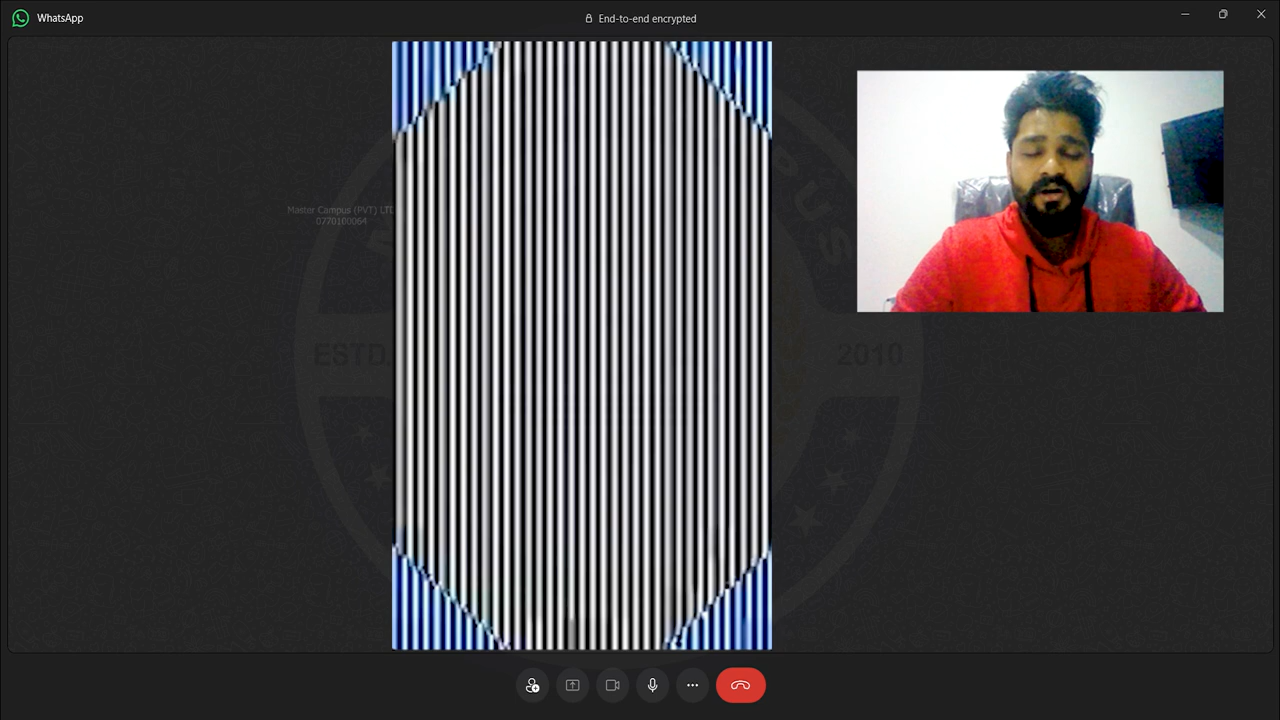 WhatsApp
End-to-end encrypted
Master Campus (PVT) LTD
0770100064
ESTD.
2010